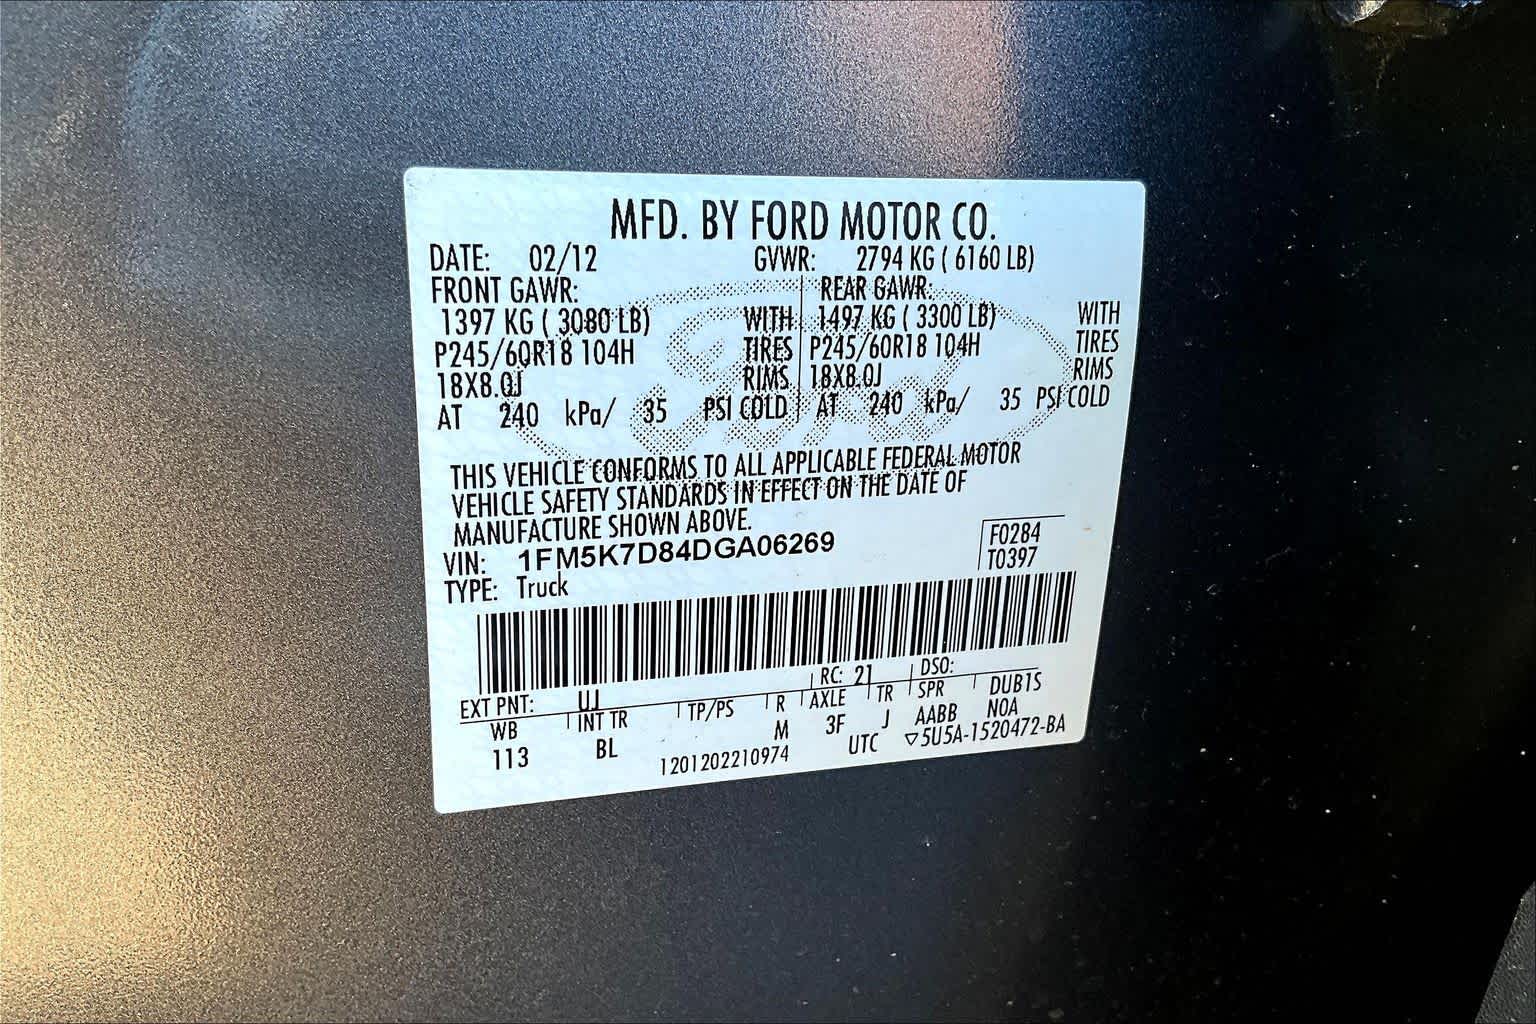 MFD. BY FORD MOTOR CO.
DATE: 02/12 GVWR: 2794 KG ( 6160 LB)
FRONT GAWR: REAR GAWR:
1397 KG ( 3080 LB) WITH 1497 KG ( 3300 LB) WITH
P245/60R18 104H TIRES P245/60R18 104H TIRES
18X8.0J RIMS 18X8.0J RIMS
AT 240 kPa/ 35 PSI COLD AT 240 kPa/ 35 PSI COLD
Ford
THIS VEHICLE CONFORMS TO ALL APPLICABLE FEDERAL MOTOR
VEHICLE SAFETY STANDARDS IN EFFECT ON THE DATE OF
MANUFACTURE SHOWN ABOVE.
VIN: 1FM5K7D84DGA06269 F0284
TYPE: Truck T0397
EXT PNT: UJ RC: 21 DSO:
WB INT TR TP/PS R AXLE TR SPR DUB1S
113 BL M 3F J AABB NOA
1201202210974 UTC ▽5U5A-1520472-BA